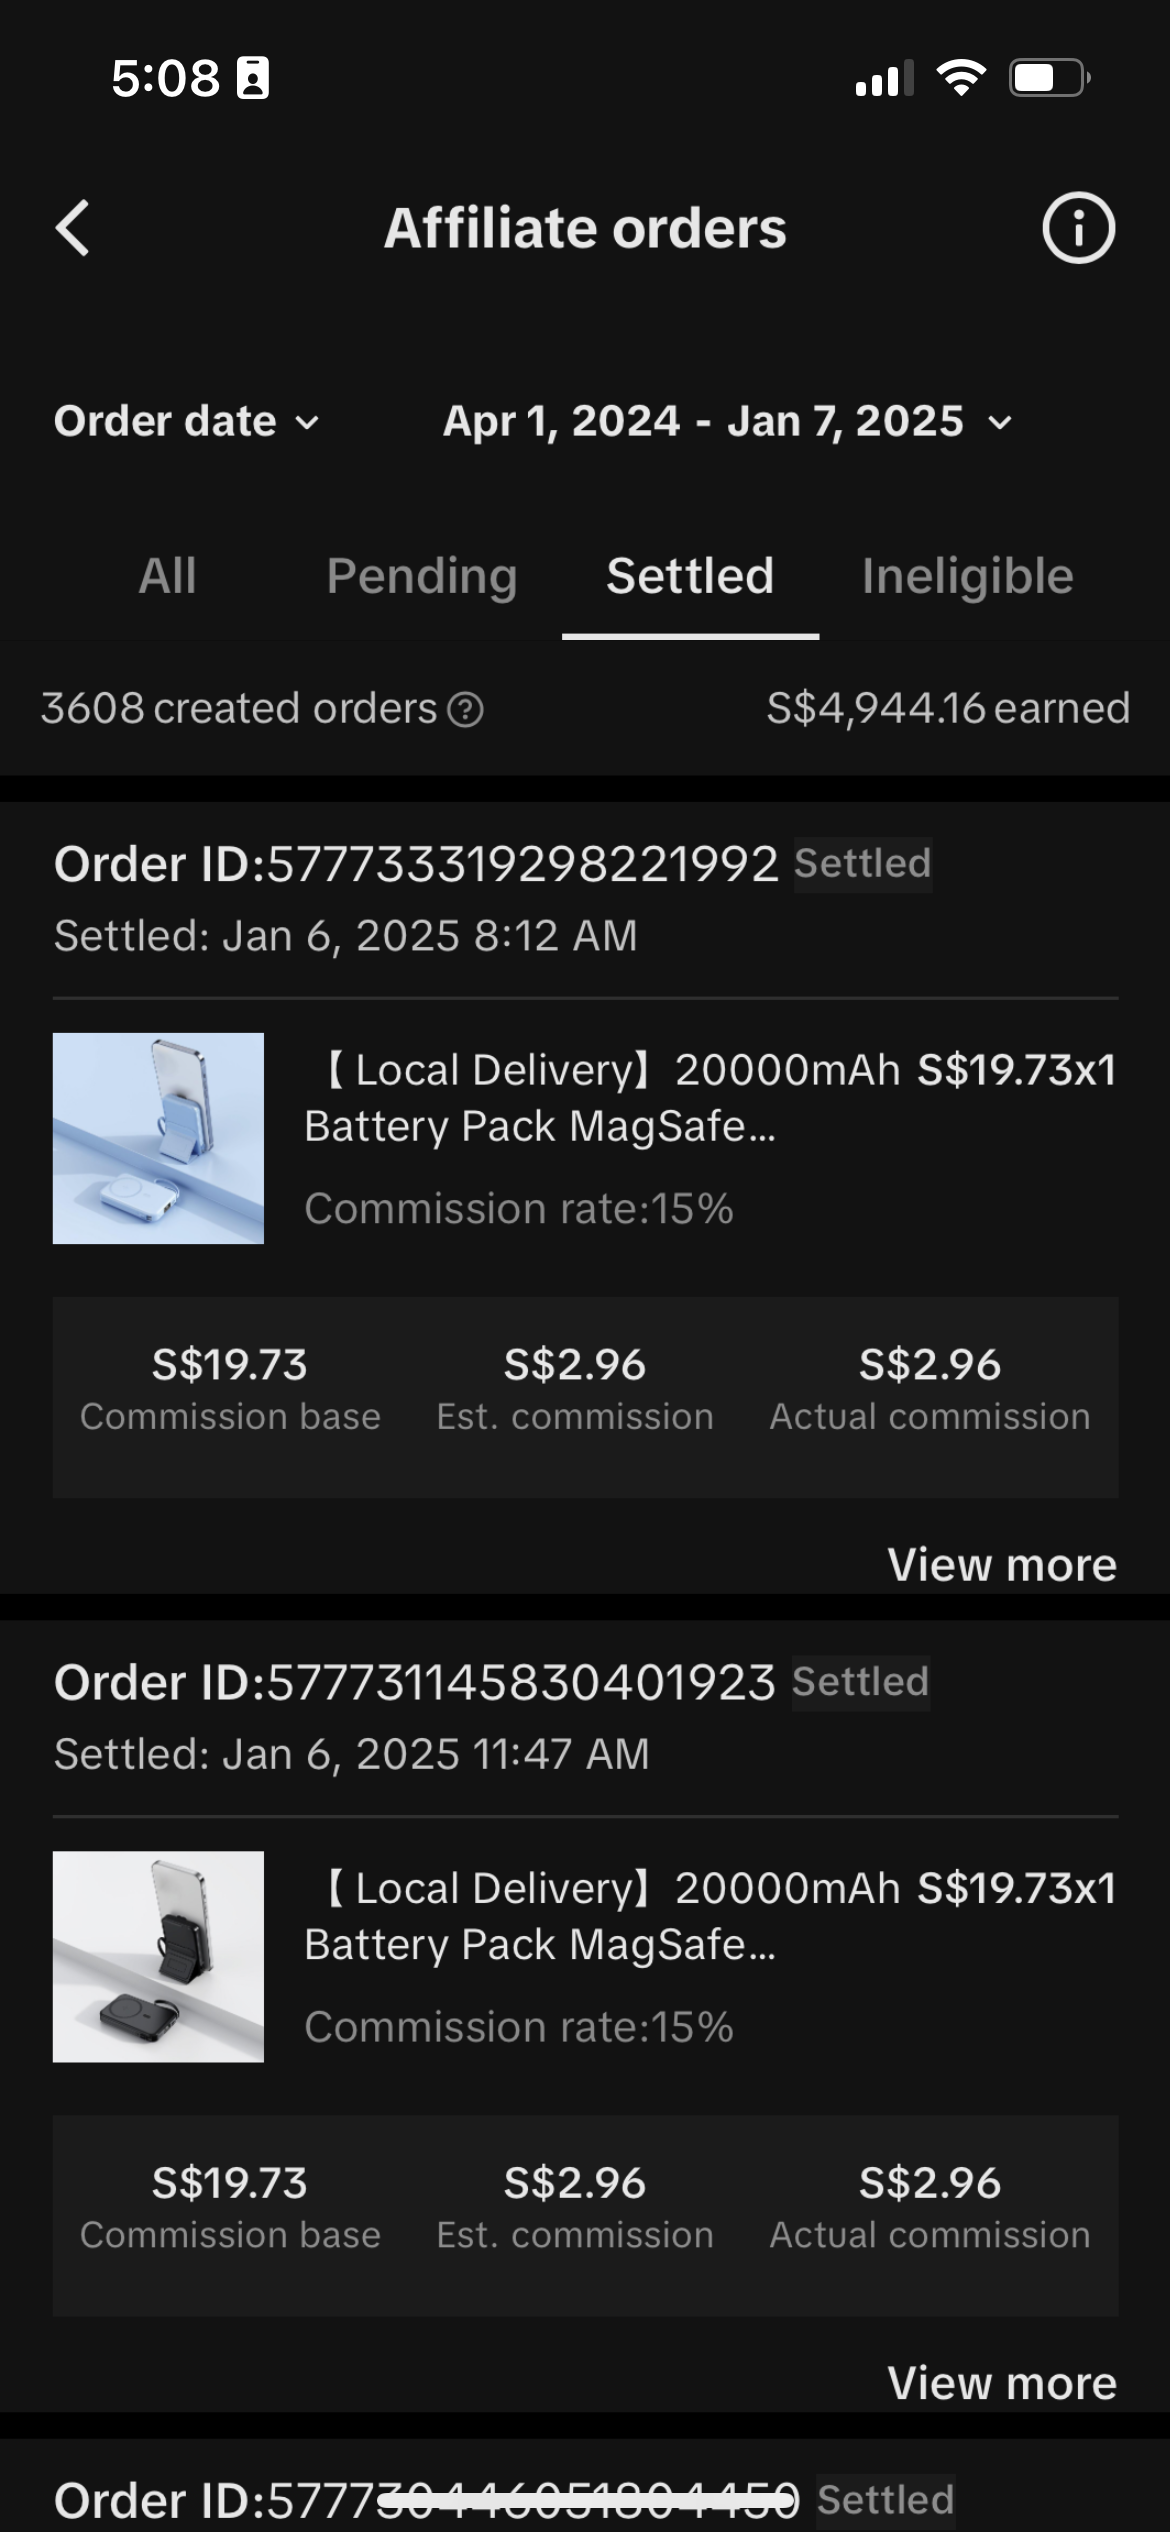 5:08
Affiliate orders
Order date
Apr 1, 2024 - Jan 7, 2025
All Pending Settled Ineligible
3608 created orders
S$4,944.16 earned
Order ID:577733319298221992 Settled
Settled: Jan 6, 2025 8:12 AM
【 Local Delivery】20000mAh S$19.73x1
Battery Pack MagSafe...
Commission rate:15%
S$19.73 S$2.96 S$2.96
Commission base Est. commission Actual commission
View more
Order ID:577731145830401923 Settled
Settled: Jan 6, 2025 11:47 AM
【 Local Delivery】20000mAh S$19.73x1
Battery Pack MagSafe...
Commission rate:15%
S$19.73 S$2.96 S$2.96
Commission base Est. commission Actual commission
View more
Order ID: Settled